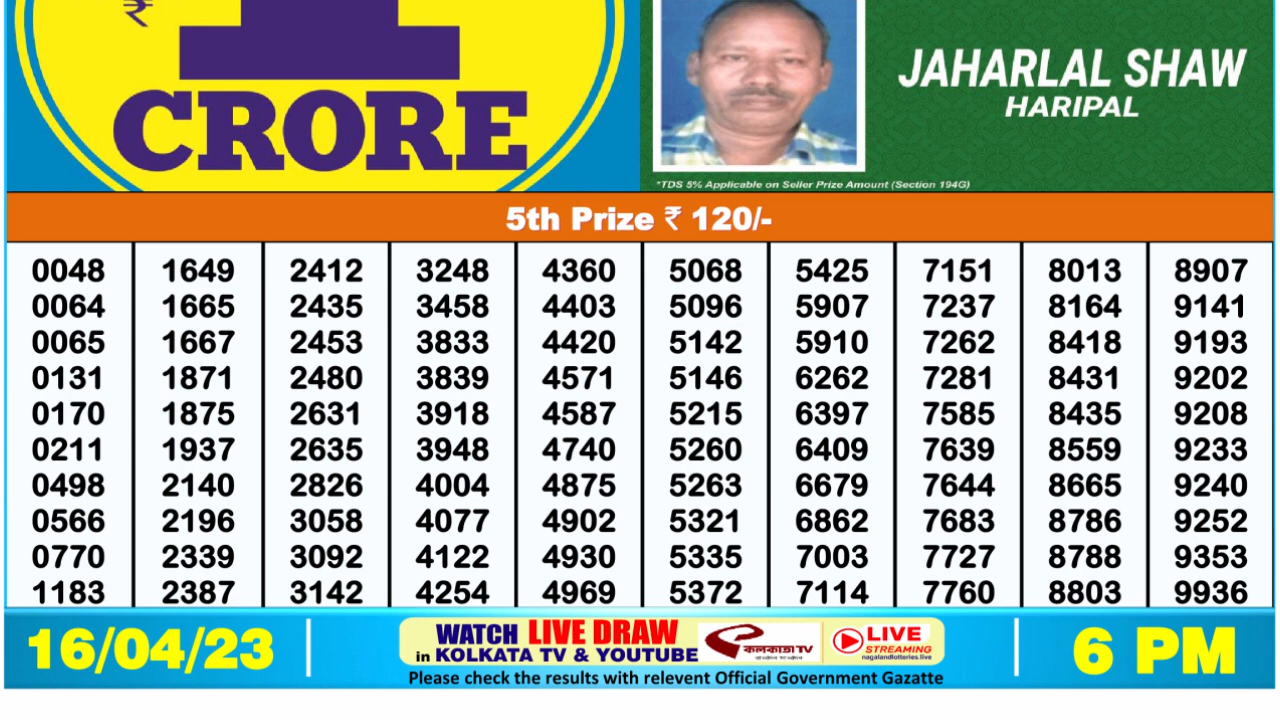 ₹ 1
CRORE
JAHARLAL SHAW
HARIPAL
*TDS 5% Applicable on Seller Prize Amount (Section 194G)
5th Prize ₹ 120/-
0048 1649 2412 3248 4360 5068 5425 7151 8013 8907
0064 1665 2435 3458 4403 5096 5907 7237 8164 9141
0065 1667 2453 3833 4420 5142 5910 7262 8418 9193
0131 1871 2480 3839 4571 5146 6262 7281 8431 9202
0170 1875 2631 3918 4587 5215 6397 7585 8435 9208
0211 1937 2635 3948 4740 5260 6409 7639 8559 9233
0498 2140 2826 4004 4875 5263 6679 7644 8665 9240
0566 2196 3058 4077 4902 5321 6862 7683 8786 9252
0770 2339 3092 4122 4930 5335 7003 7727 8788 9353
1183 2387 3142 4254 4969 5372 7114 7760 8803 9936
16/04/23
WATCH LIVE DRAW
in KOLKATA TV & YOUTUBE
কলকাতা TV
LIVE
STREAMING
nagalandlotteries.live
Please check the results with relevent Official Government Gazatte
6 PM